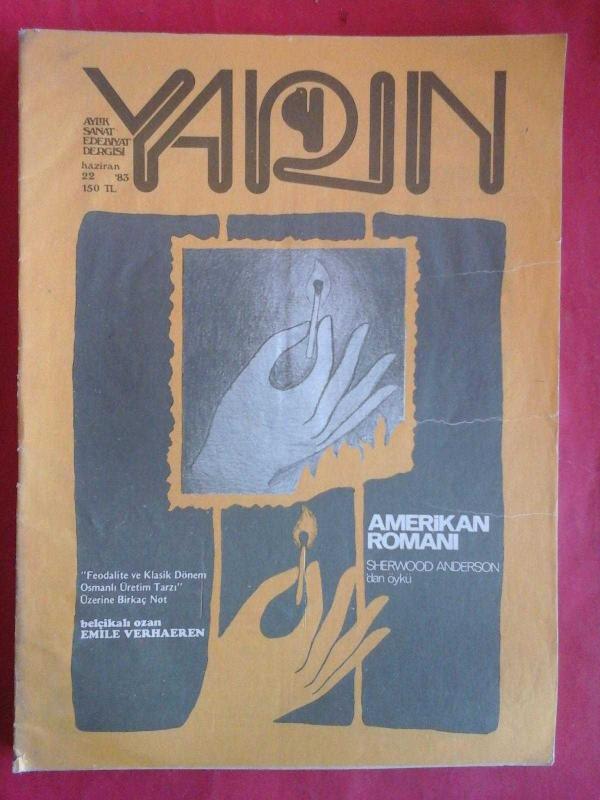 YARIN
AYLIK
SANAT
EDEBİYAT
DERGİSİ
haziran
22 '83
150 TL
AMERİKAN
ROMANI
SHERWOOD ANDERSON
'dan öykü
"Feodalite ve Klasik Dönem
Osmanlı Üretim Tarzı"
Üzerine Birkaç Not
belçikalı ozan
EMILE VERHAEREN